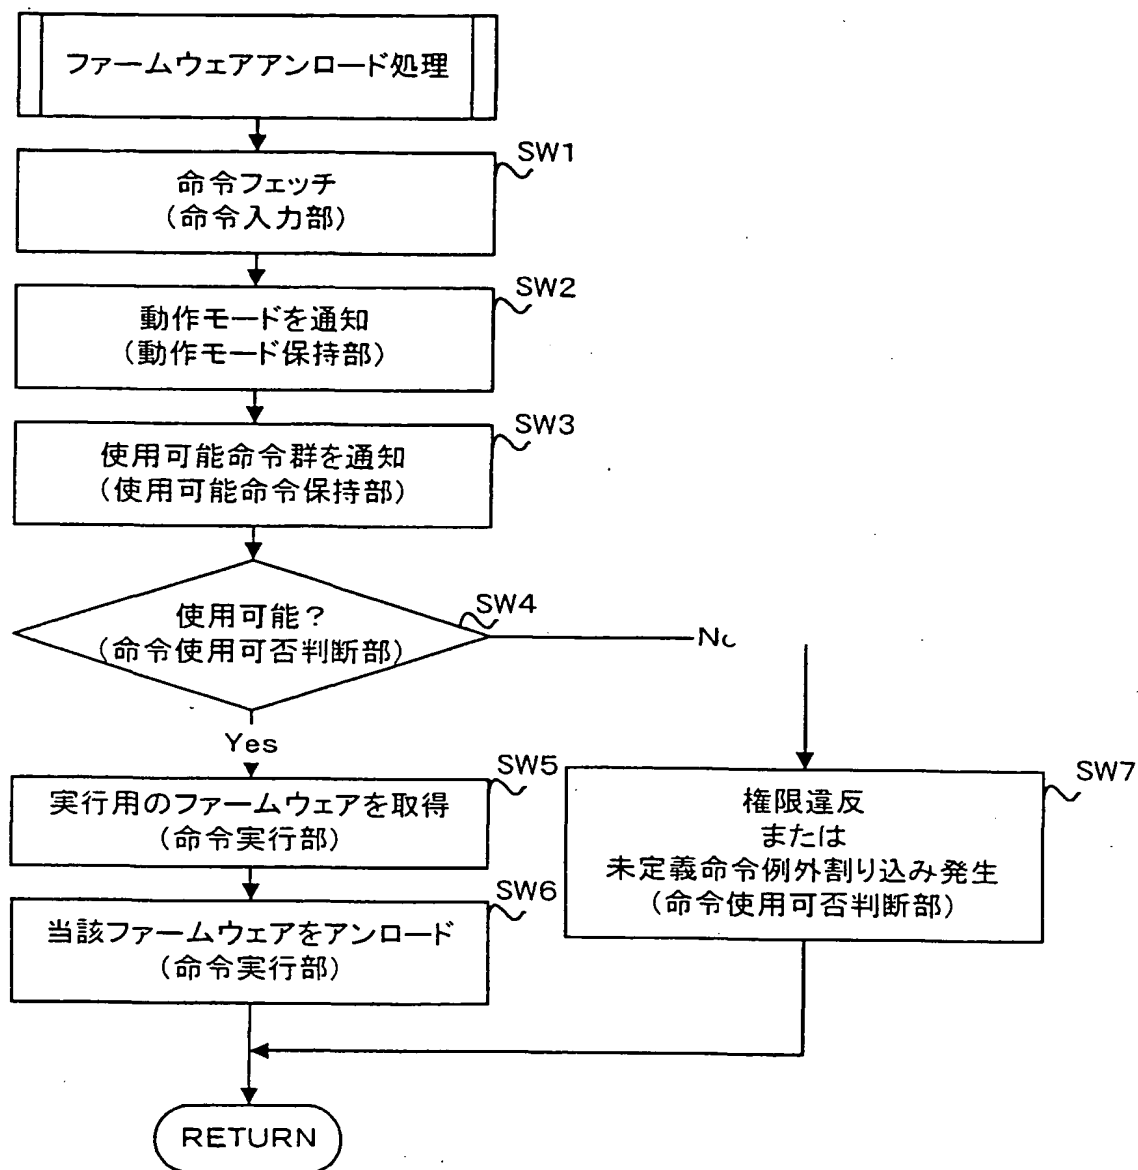 ファームウェアアンロード処理
SW1
命令フェッチ
(命令入力部)
SW2
動作モードを通知
(動作モード保持部)
SW3
使用可能命令群を通知
(使用可能命令保持部)
SW4
使用可能?
(命令使用可否判断部)
No
Yes
SW5
実行用のファームウェアを取得
(命令実行部)
SW6
当該ファームウェアをアンロード
(命令実行部)
SW7
権限違反
または
未定義命令例外割り込み発生
(命令使用可否判断部)
RETURN